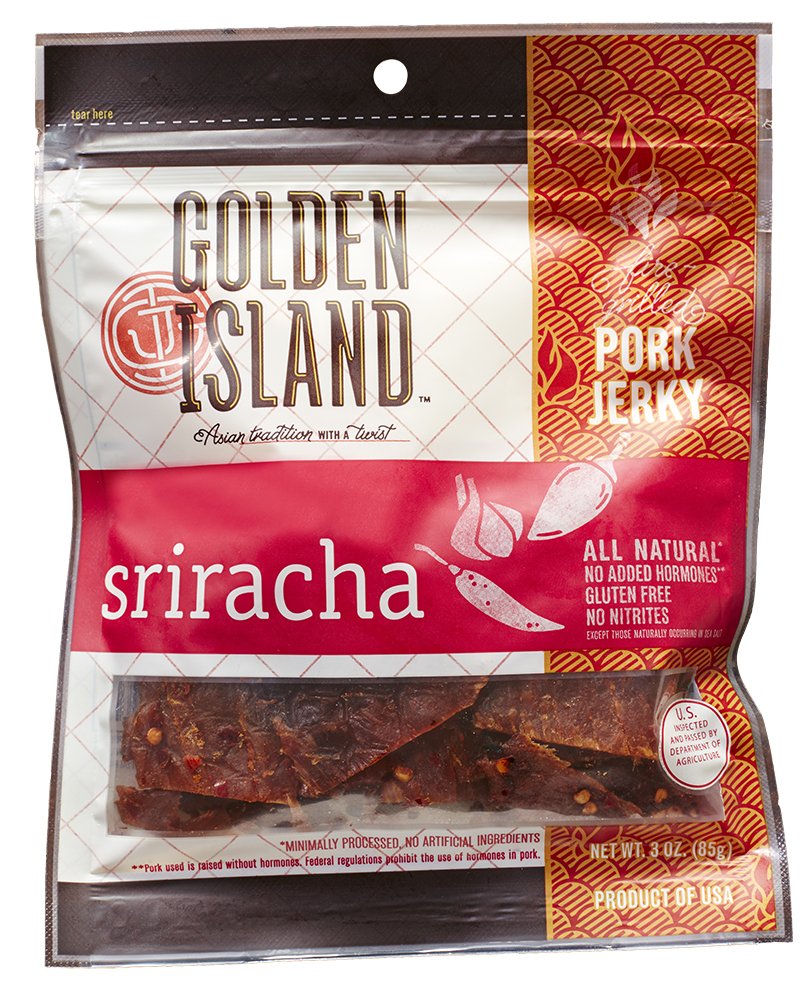 tear here
GOLDEN
ISLAND™
Asian tradition WITH A twist
fire-
grilled
PORK
JERKY
sriracha
ALL NATURAL*
NO ADDED HORMONES**
GLUTEN FREE
NO NITRITES
EXCEPT THOSE NATURALLY OCCURRING IN SEA SALT
U.S.
INSPECTED
AND PASSED BY
DEPARTMENT OF
AGRICULTURE
*MINIMALLY PROCESSED, NO ARTIFICIAL INGREDIENTS
**Pork used is raised without hormones. Federal regulations prohibit the use of hormones in pork.
NET WT. 3 OZ. (85g)
PRODUCT OF USA